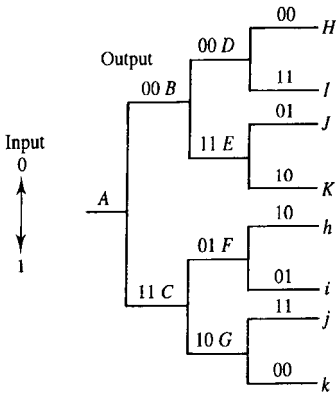 00 H
00 D
Output
11 I
00 B
01 J
Input
11 E
0
10 K
A
10 h
01 F
1
01 i
11 C
11 j
10 G
00 k